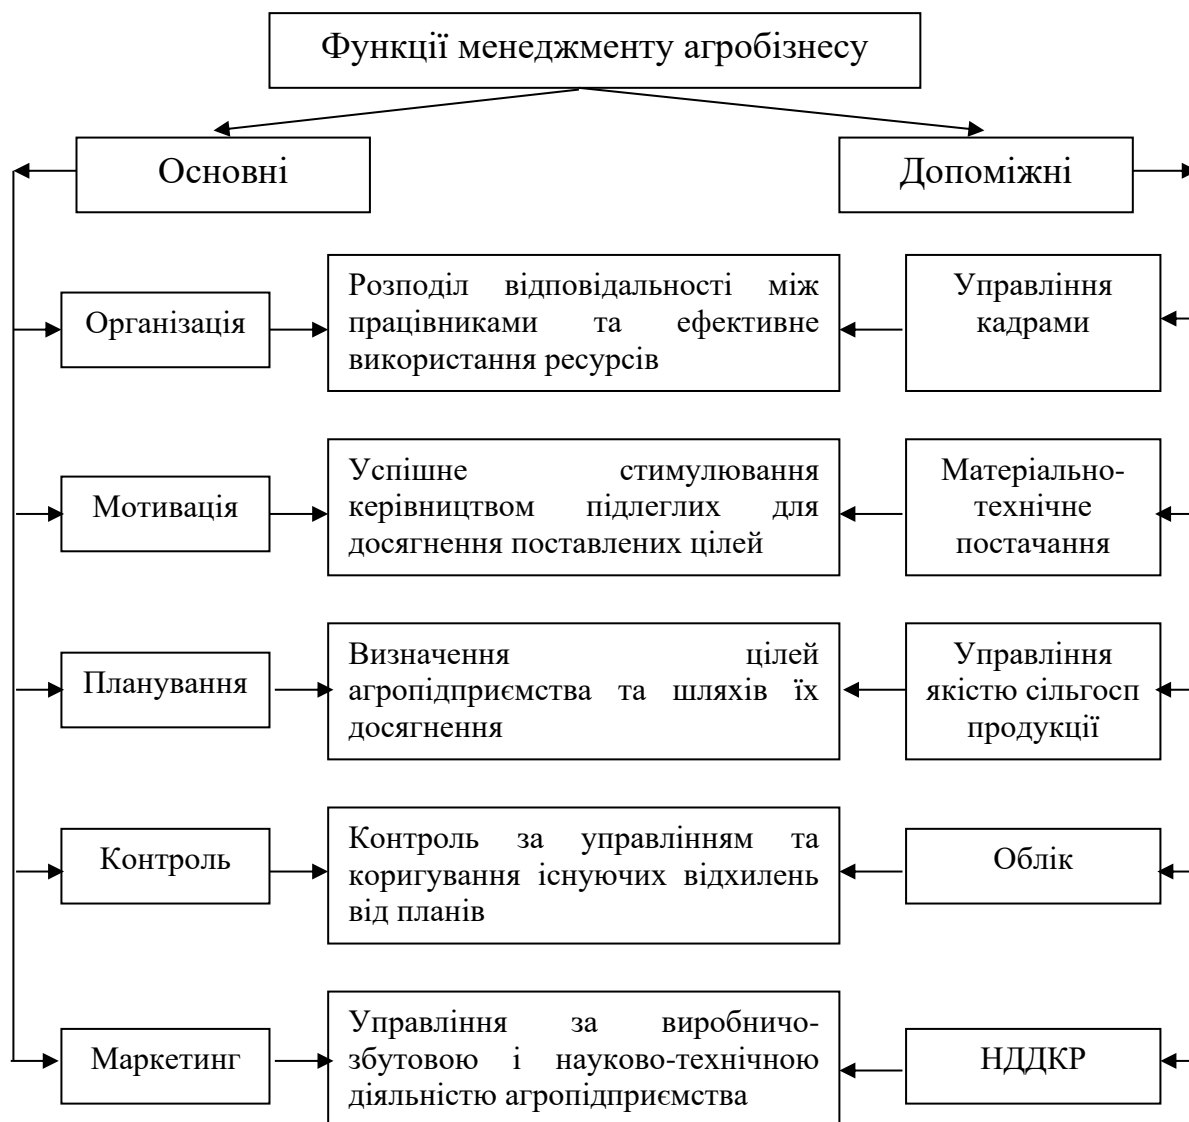 Функції менеджменту агробізнесу
Основні
Допоміжні
Організація
Розподіл відповідальності між
працівниками та ефективне
використання ресурсів
Управління
кадрами
Мотивація
Успішне стимулювання
керівництвом підлеглих для
досягнення поставлених цілей
Матеріально-
технічне
постачання
Планування
Визначення цілей
агропідприємства та шляхів їх
досягнення
Управління
якістю сільгосп
продукції
Контроль
Контроль за управлінням та
коригування існуючих відхилень
від планів
Облік
Маркетинг
Управління за виробничо-
збутовою і науково-технічною
діяльністю агропідприємства
НДДКР